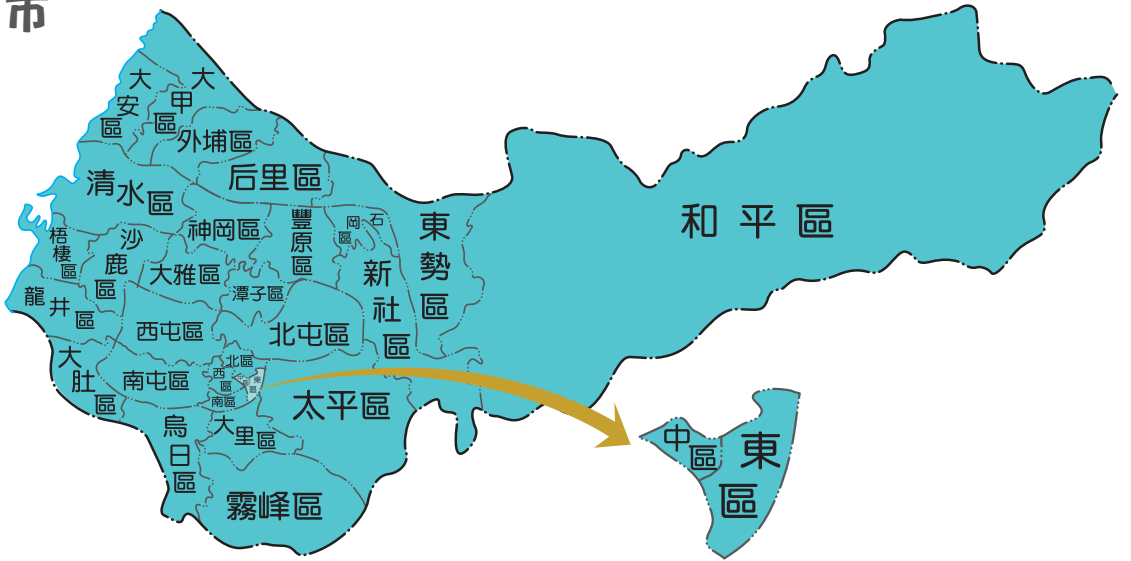 市
大安區
大甲區
外埔區
后里區
清水區
梧棲區
沙鹿區
神岡區
豐原區
石岡區
東勢區
和平區
龍井區
大雅區
潭子區
新社區
西屯區
北屯區
大肚區
南屯區
西區
北區
中區
東區
南區
太平區
烏日區
大里區
霧峰區
中區
東區